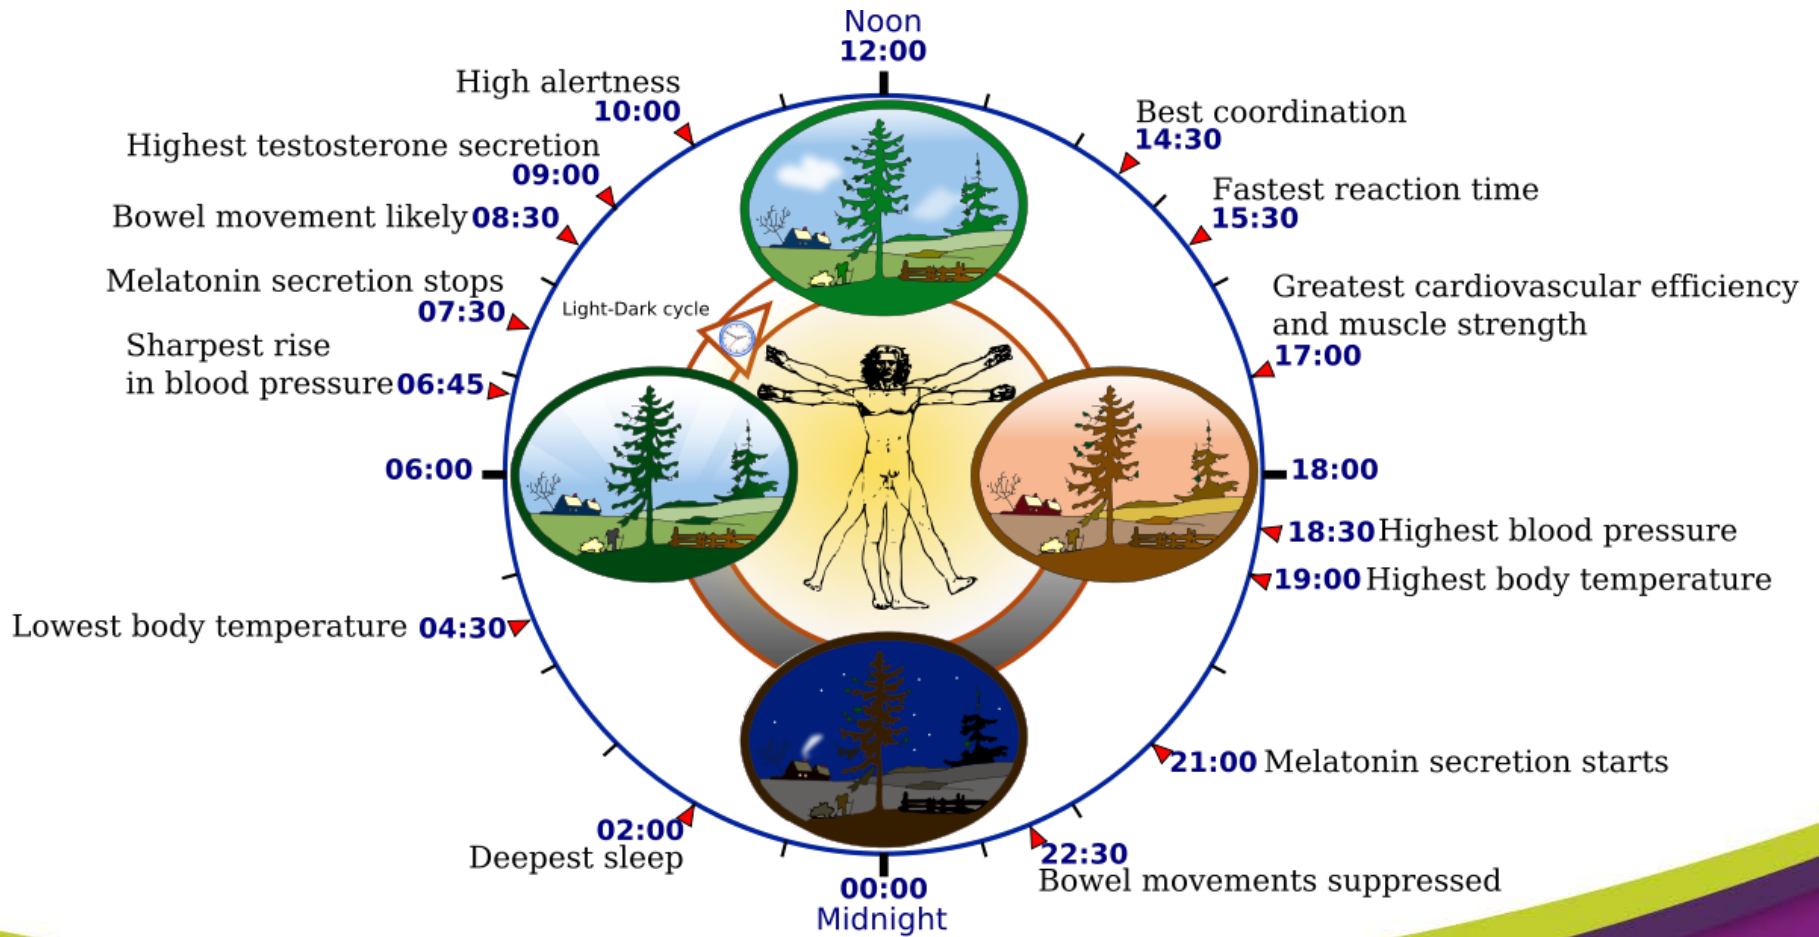 Noon
12:00
High alertness
10:00
Highest testosterone secretion
09:00
Bowel movement likely 08:30
Melatonin secretion stops
07:30
Sharpest rise
in blood pressure 06:45
06:00
Lowest body temperature 04:30
02:00
Deepest sleep
00:00
Midnight
Light-Dark cycle
Best coordination
14:30
Fastest reaction time
15:30
Greatest cardiovascular efficiency
and muscle strength
17:00
18:00
18:30 Highest blood pressure
19:00 Highest body temperature
21:00 Melatonin secretion starts
22:30
Bowel movements suppressed